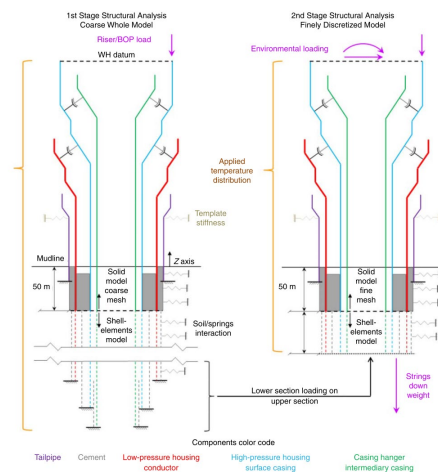 1st Stage Structural Analysis
Coarse Whole Model
2nd Stage Structural Analysis
Finely Discretized Model
Riser/BOP load
WH datum
Environmental loading
Applied
temperature
distribution
Template
stiffness
Mudline
Z axis
50 m
Solid
model
coarse
mesh
Shell-
elements
model
Soil/springs
interaction
50 m
Solid
model
fine
mesh
Shell-
elements
model
Lower section loading on
upper section
Strings
down
weight
Components color code
Tailpipe
Cement
Low-pressure housing
conductor
High-pressure housing
surface casing
Casing hanger
intermediary casing